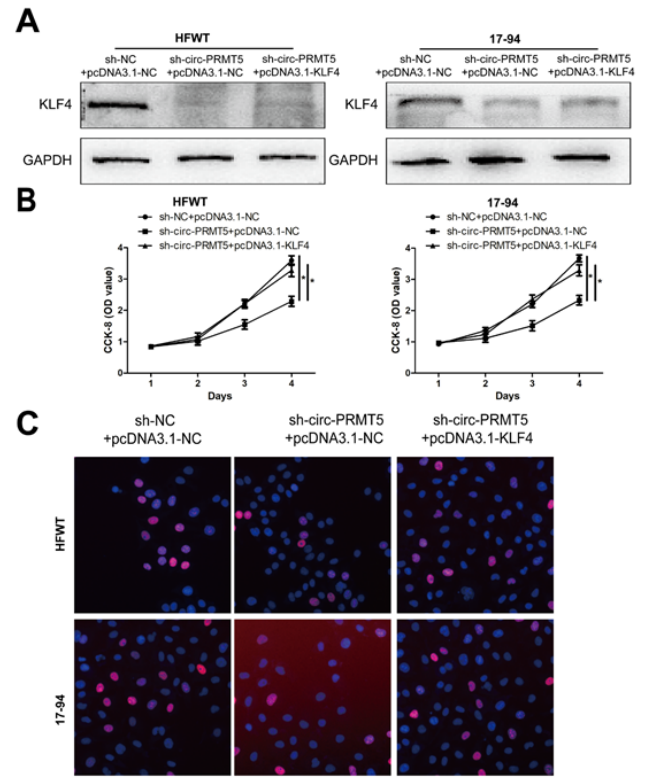 A
HFWT
sh-NC +pcDNA3.1-NC
sh-circ-PRMT5 +pcDNA3.1-NC
sh-circ-PRMT5 +pcDNA3.1-KLF4
KLF4
GAPDH
17-94
sh-NC +pcDNA3.1-NC
sh-circ-PRMT5 +pcDNA3.1-NC
sh-circ-PRMT5 +pcDNA3.1-KLF4
KLF4
GAPDH
B
HFWT
sh-NC+pcDNA3.1-NC
sh-circ-PRMT5+pcDNA3.1-NC
sh-circ-PRMT5+pcDNA3.1-KLF4
CCK-8 (OD value)
4
3
2
1
0
1 2 3 4
Days
* *
17-94
sh-NC+pcDNA3.1-NC
sh-circ-PRMT5+pcDNA3.1-NC
sh-circ-PRMT5+pcDNA3.1-KLF4
CCK-8 (OD value)
4
3
2
1
0
1 2 3 4
Days
* *
C
sh-NC +pcDNA3.1-NC
sh-circ-PRMT5 +pcDNA3.1-NC
sh-circ-PRMT5 +pcDNA3.1-KLF4
HFWT
17-94